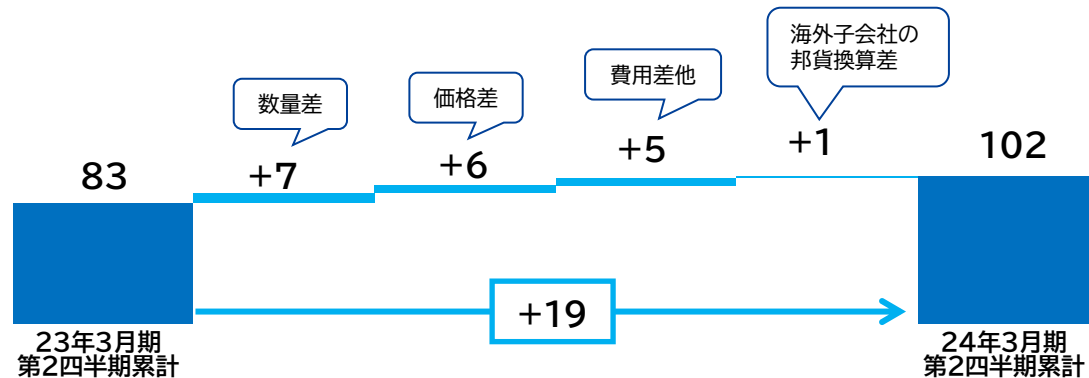 海外子会社の
邦貨換算差
費用差他
価格差
数量差
83
+7
+6
+5
+1
102
+19
23年3月期
第2四半期累計
24年3月期
第2四半期累計